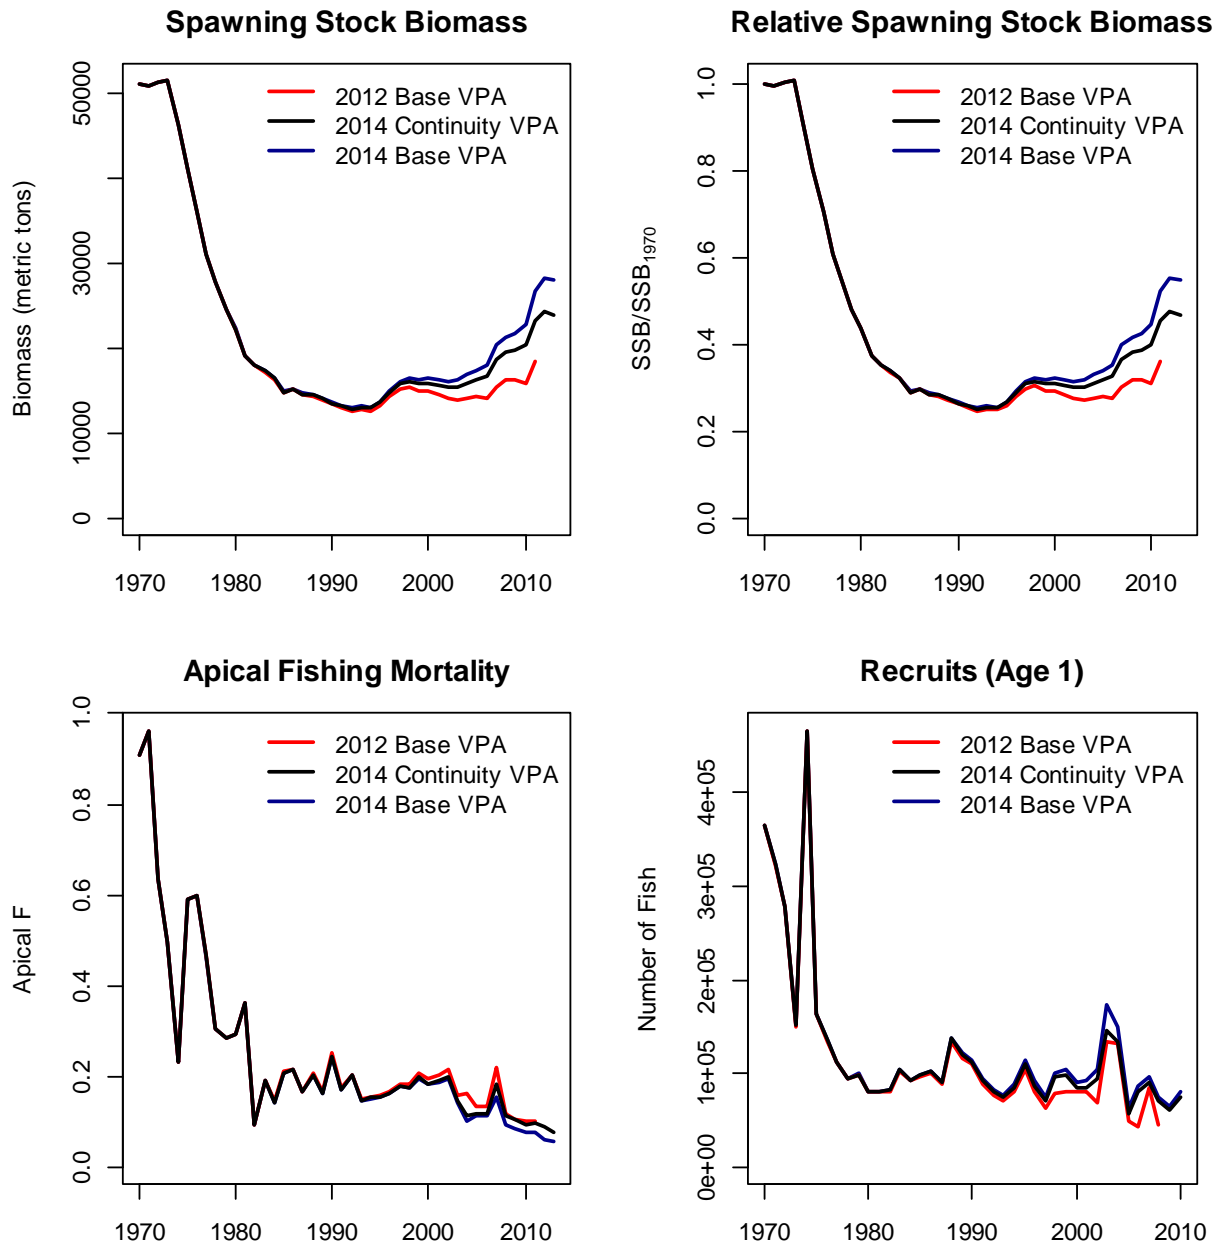 Spawning Stock Biomass
Biomass (metric tons)
50000
30000
10000
0
2012 Base VPA
2014 Continuity VPA
2014 Base VPA
1970 1980 1990 2000 2010
Relative Spawning Stock Biomass
SSB/SSB1970
1.0
0.8
0.6
0.4
0.2
0.0
2012 Base VPA
2014 Continuity VPA
2014 Base VPA
1970 1980 1990 2000 2010
Apical Fishing Mortality
Apical F
1.0
0.8
0.6
0.4
0.2
0.0
2012 Base VPA
2014 Continuity VPA
2014 Base VPA
1970 1980 1990 2000 2010
Recruits (Age 1)
Number of Fish
4e+05
3e+05
2e+05
1e+05
0e+00
2012 Base VPA
2014 Continuity VPA
2014 Base VPA
1970 1980 1990 2000 2010